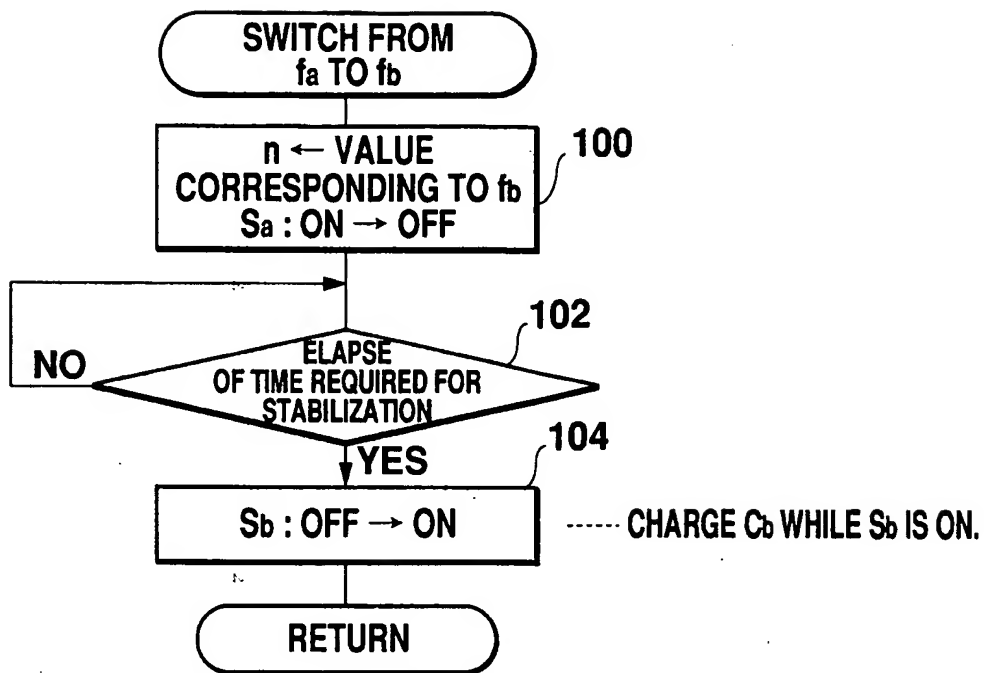 SWITCH FROM
fa TO fb
n ← VALUE
CORRESPONDING TO fb
Sa : ON → OFF
100
102
ELAPSE
OF TIME REQUIRED FOR
STABILIZATION
NO
YES
104
Sb : OFF → ON
------ CHARGE Cb WHILE Sb IS ON.
RETURN